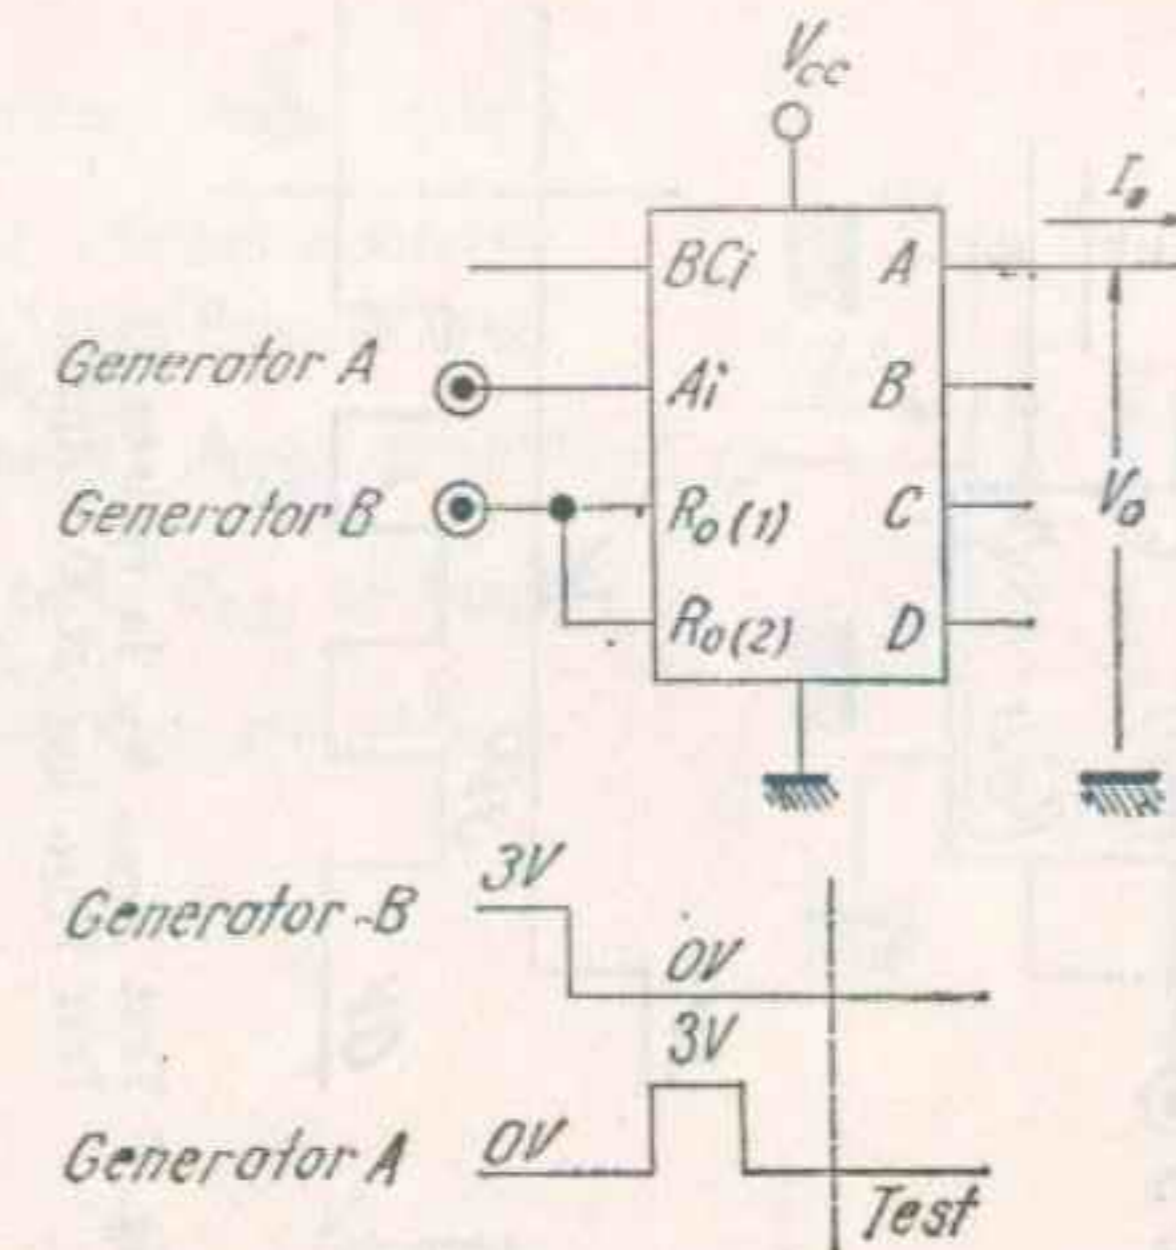 Vcc
I₀
BCi A
Generator A
Ai B
Generator B
R₀(1) C
V₀
R₀(2) D
3V
Generator-B
0V
3V
Generator A 0V
Test